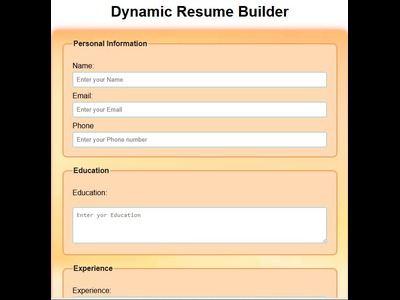 Dynamic Resume Builder
Personal Information
Name:
Enter your Name
Email:
Enter your Email
Phone
Enter your Phone number
Education
Education:
Enter yor Education
Experience
Experience: